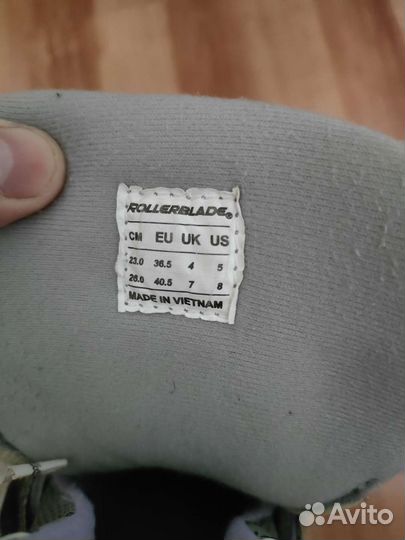 ROLLERBLADE®
CM EU UK US
23.0 36.5 4 5
26.0 40.5 7 8
MADE IN VIETNAM
Avito